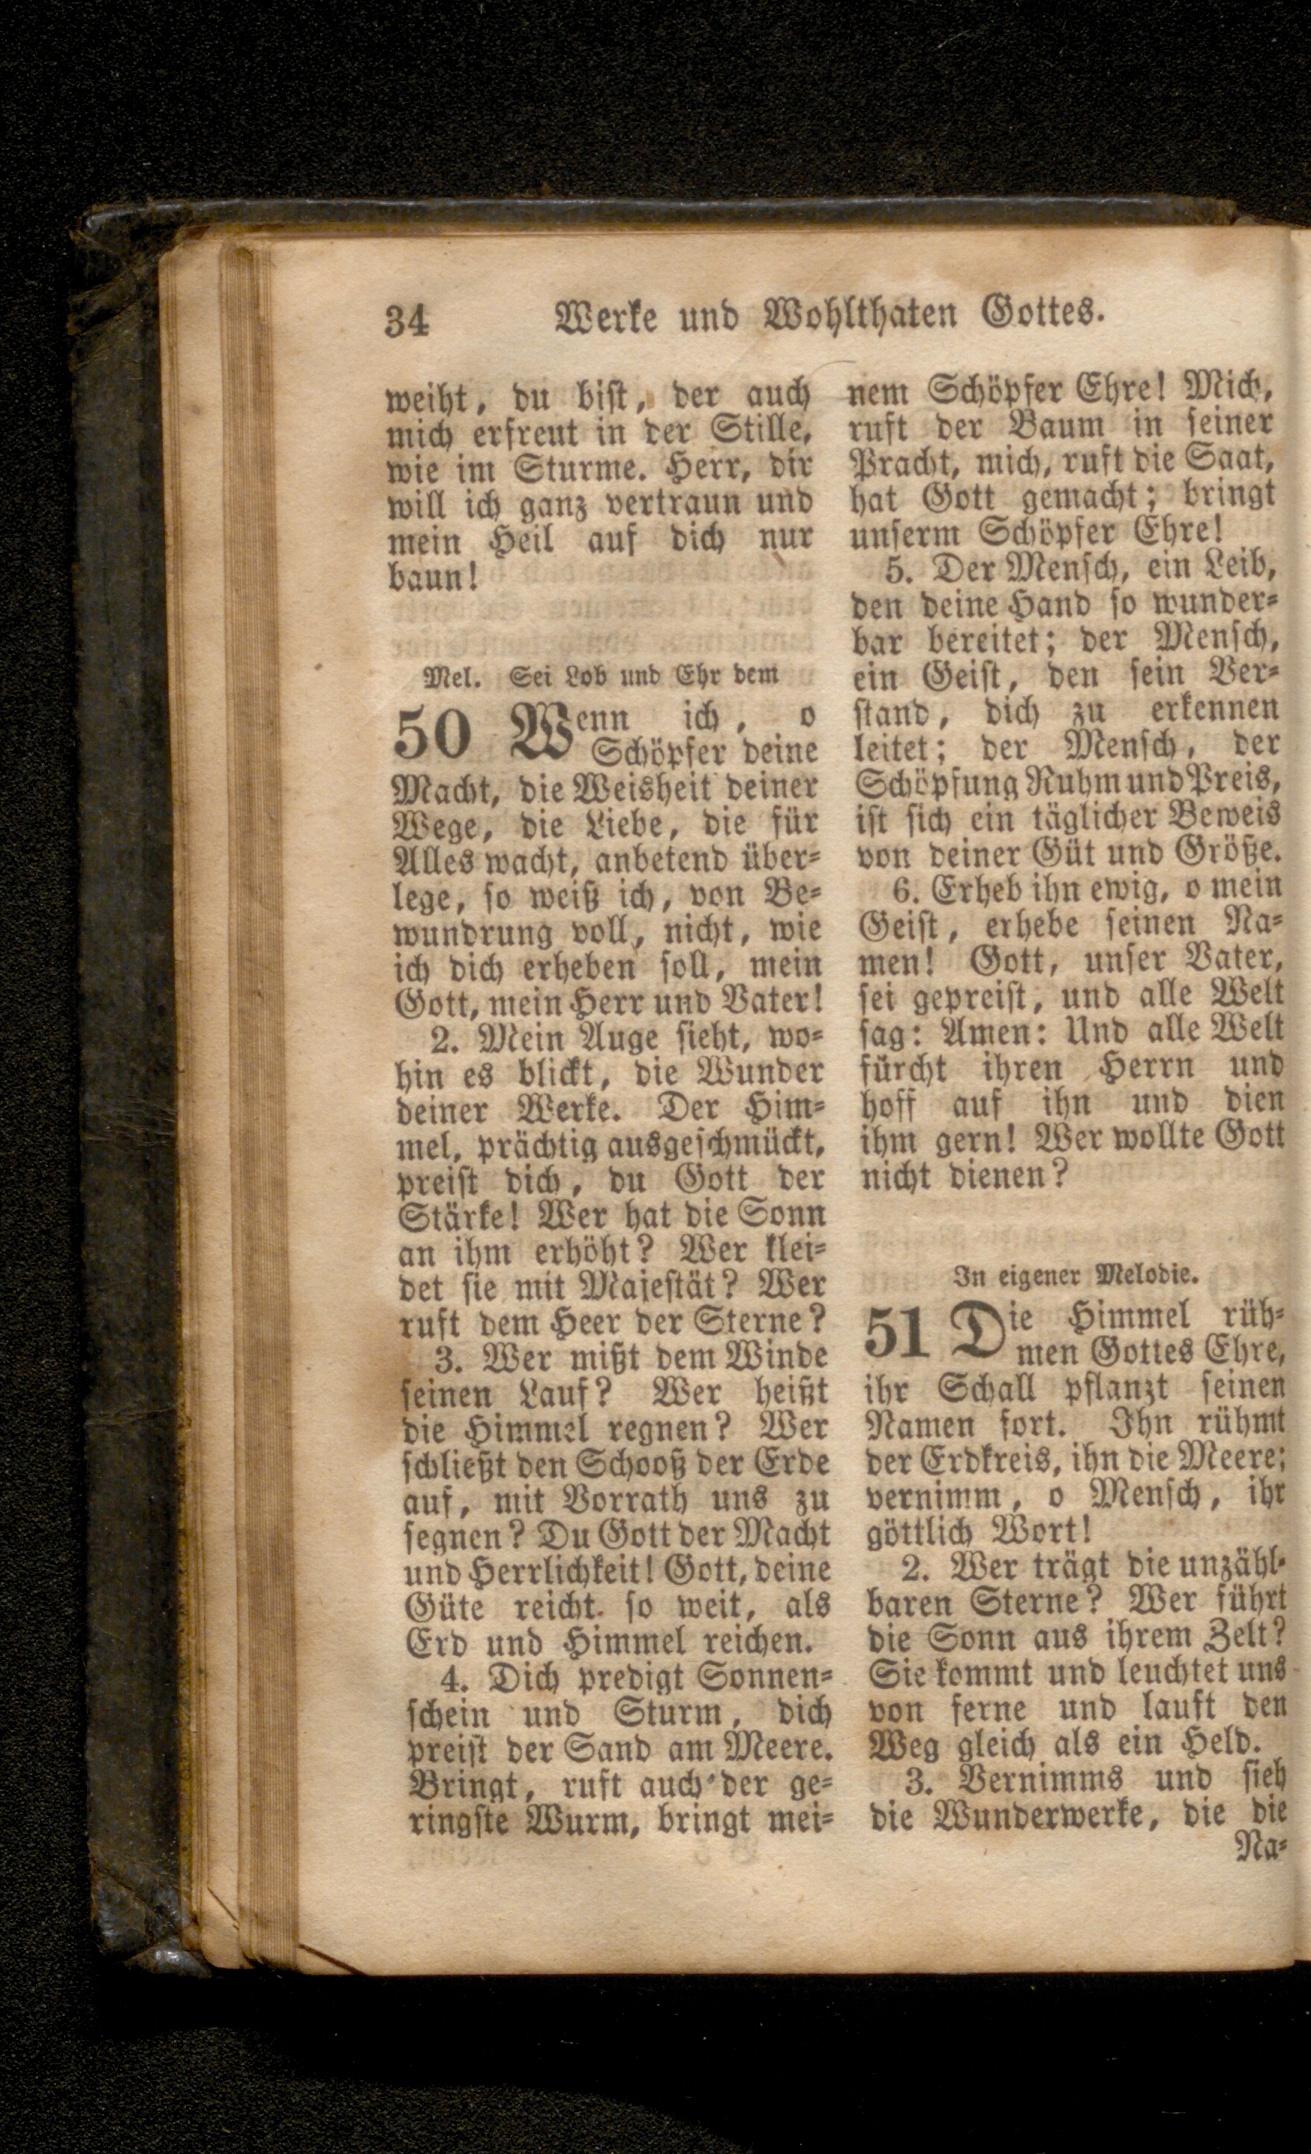 34 Werke und Wohlthaten Gottes.
weiht, du bist, der auch
mich erfreut in der Stille,
wie im Sturme. Herr, dir
will ich ganz vertraun und
mein Heil auf dich nur
baun!
Mel. Sei Lob und Ehr dem
50 Wenn ich, o
Schöpfer deine
Macht, die Weisheit deiner
Wege, die Liebe, die für
Alles wacht, anbetend über-
lege, so weiß ich, von Be-
wundrung voll, nicht, wie
ich dich erheben soll, mein
Gott, mein Herr und Vater!
2. Mein Auge sieht, wo-
hin es blickt, die Wunder
deiner Werke. Der Him-
mel, prächtig ausgeschmückt,
preist dich, du Gott der
Stärke! Wer hat die Sonn
an ihm erhöht? Wer klei-
det sie mit Majestät? Wer
ruft dem Heer der Sterne?
3. Wer mißt dem Winde
seinen Lauf? Wer heißt
die Himmel regnen? Wer
schließt den Schooß der Erde
auf, mit Vorrath uns zu
segnen? Du Gott der Macht
und Herrlichkeit! Gott, deine
Güte reicht so weit, als
Erd und Himmel reichen.
4. Dich predigt Sonnen-
schein und Sturm, dich
preist der Sand am Meere.
Bringt, ruft auch der ge-
ringste Wurm, bringt mei-
nem Schöpfer Ehre! Mich,
ruft der Baum in seiner
Pracht, mich, ruft die Saat,
hat Gott gemacht; bringt
unserm Schöpfer Ehre!
5. Der Mensch, ein Leib,
den deine Hand so wunder-
bar bereitet; der Mensch,
ein Geist, den sein Ver-
stand, dich zu erkennen
leitet; der Mensch, der
Schöpfung Ruhm und Preis,
ist sich ein täglicher Beweis
von deiner Güt und Größe.
6. Erheb ihn ewig, o mein
Geist, erhebe seinen Na-
men! Gott, unser Vater,
sei gepreist, und alle Welt
sag: Amen: Und alle Welt
fürcht ihren Herrn und
hoff auf ihn und dien
ihm gern! Wer wollte Gott
nicht dienen?
In eigener Melodie.
51 Die Himmel rüh-
men Gottes Ehre,
ihr Schall pflanzt seinen
Namen fort. Ihn rühmt
der Erdkreis, ihn die Meere;
vernimm, o Mensch, ihr
göttlich Wort!
2. Wer trägt die unzähl-
baren Sterne? Wer führt
die Sonn aus ihrem Zelt?
Sie kommt und leuchtet uns
von ferne und lauft den
Weg gleich als ein Held.
3. Vernimms und sieh
die Wunderwerke, die die
Na-